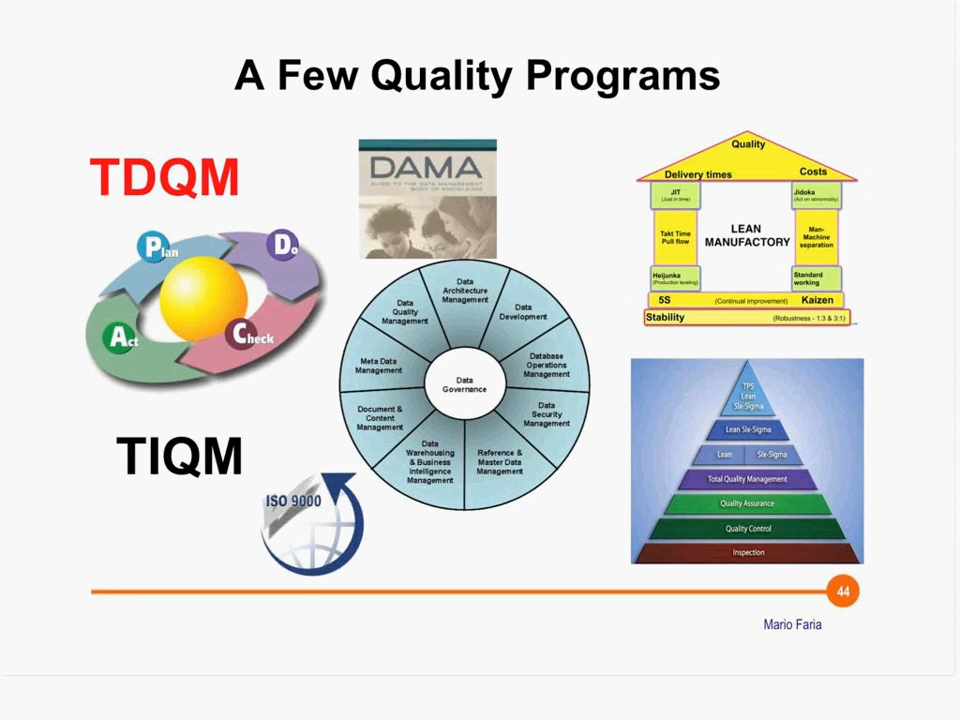 A Few Quality Programs
TDQM
Plan
Do
Act
Check
TIQM
ISO 9000
DAMA
GUIDE TO THE DATA MANAGEMENT
BODY OF KNOWLEDGE
Data
Architecture
Management
Data
Development
Database
Operations
Management
Data
Security
Management
Reference &
Master Data
Management
Data
Warehousing
& Business
Intelligence
Management
Document &
Content
Management
Meta Data
Management
Data
Quality
Management
Data
Governance
Quality
Delivery times
Costs
JIT
(Just in time)
Jidoka
(Act on abnormality)
Takt Time
Pull flow
LEAN
MANUFACTORY
Man-
Machine
separation
Heijunka
(Production leveling)
Standard
working
5S (Continual improvement) Kaizen
Stability (Robustness - 1:3 & 3:1)
TPS
Lean
Six-Sigma
Lean Six-Sigma
Lean Six-Sigma
Total Quality Management
Quality Assurance
Quality Control
Inspection
44
Mario Faria